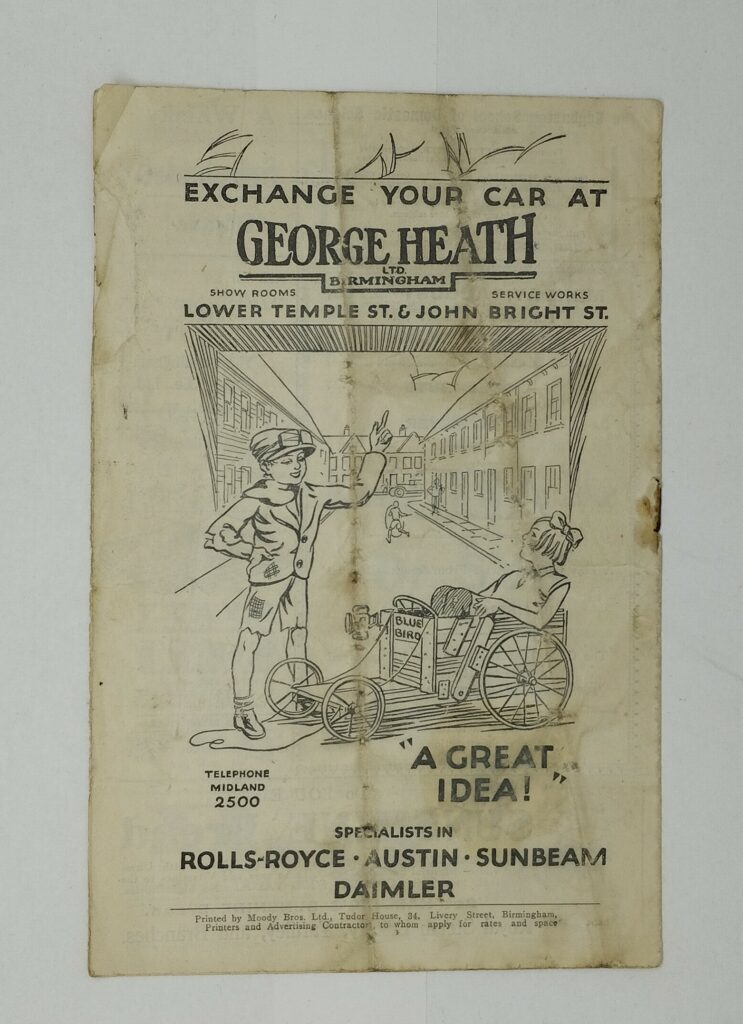 EXCHANGE YOUR CAR AT
GEORGE HEATH
LTD.
BIRMINGHAM
SHOW ROOMS SERVICE WORKS
LOWER TEMPLE ST. & JOHN BRIGHT ST.
BLUE
BIRD
"A GREAT
IDEA!"
TELEPHONE
MIDLAND
2500
SPECIALISTS IN
ROLLS-ROYCE · AUSTIN · SUNBEAM
DAIMLER
Printed by Moody Bros. Ltd., Tudor House, 34, Livery Street, Birmingham,
Printers and Advertising Contractors, to whom apply for rates and space